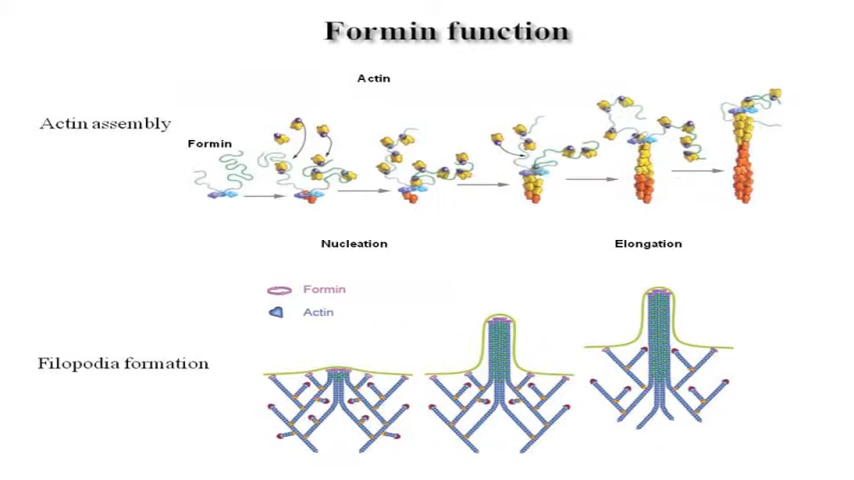 Formin function
Actin
Actin assembly
Formin
Nucleation
Elongation
Formin
Actin
Filopodia formation